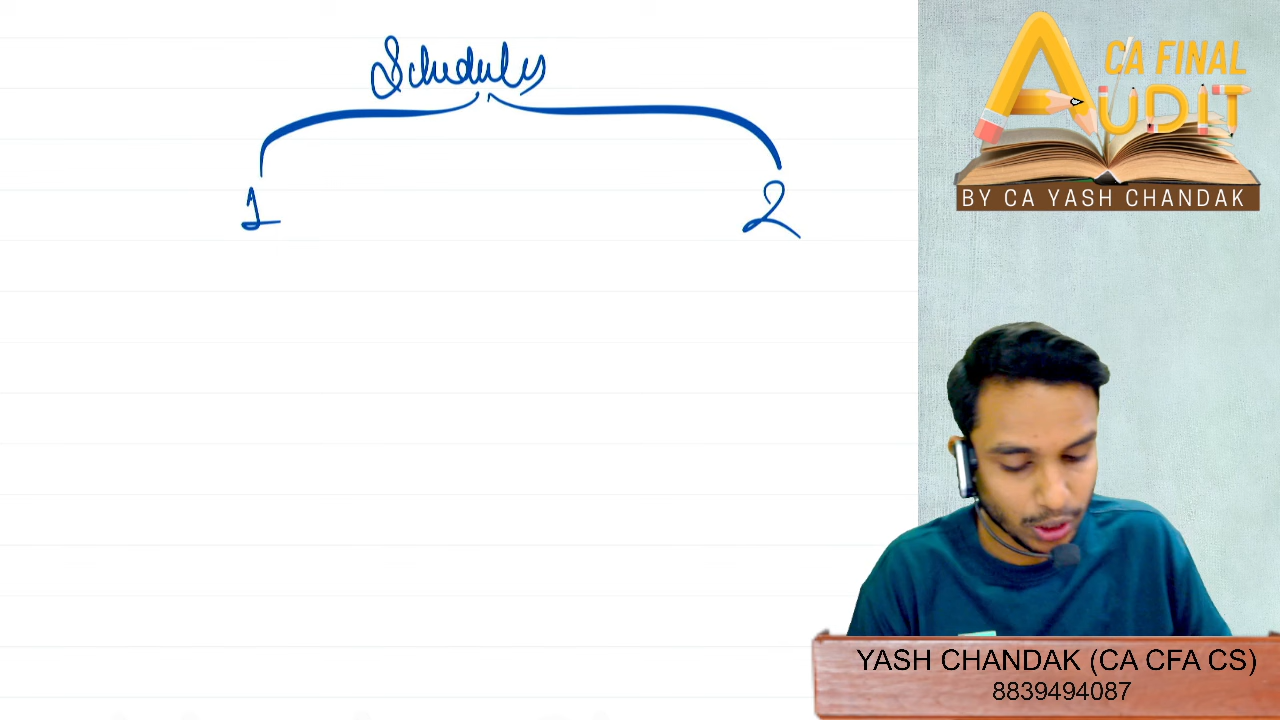 Schedules
1 2
CA FINAL
AUDIT
BY CA YASH CHANDAK
YASH CHANDAK (CA CFA CS)
8839494087